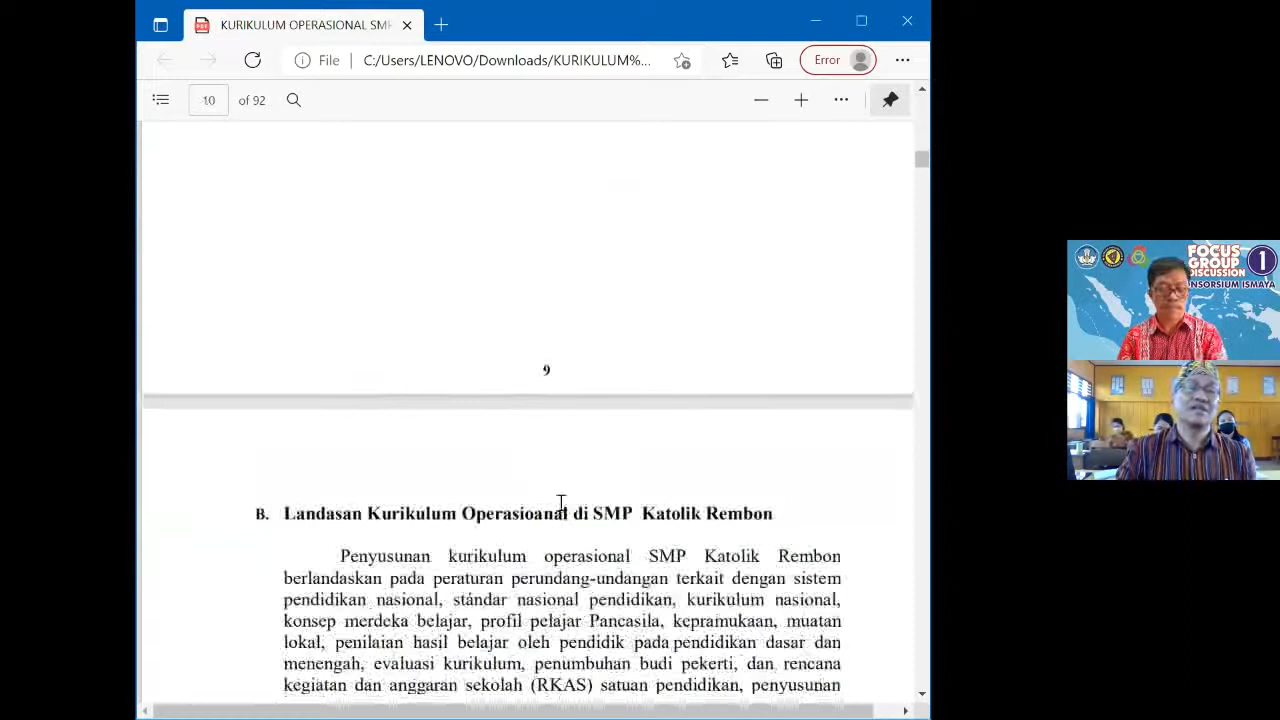 KURIKULUM OPERASIONAL SMP
File C:/Users/LENOVO/Downloads/KURIKULUM%... Error
10 of 92
9
B. Landasan Kurikulum Operasioanal di SMP Katolik Rembon
Penyusunan kurikulum operasional SMP Katolik Rembon
berlandaskan pada peraturan perundang-undangan terkait dengan sistem
pendidikan nasional, stándar nasional pendidikan, kurikulum nasional,
konsep merdeka belajar, profil pelajar Pancasila, kepramukaan, muatan
lokal, penilaian hasil belajar oleh pendidik pada pendidikan dasar dan
menengah, evaluasi kurikulum, penumbuhan budi pekerti, dan rencana
kegiatan dan anggaran sekolah (RKAS) satuan pendidikan, penyusunan
FOCUS
GROUP
DISCUSSION
1
NSORSIUM ISMAYA